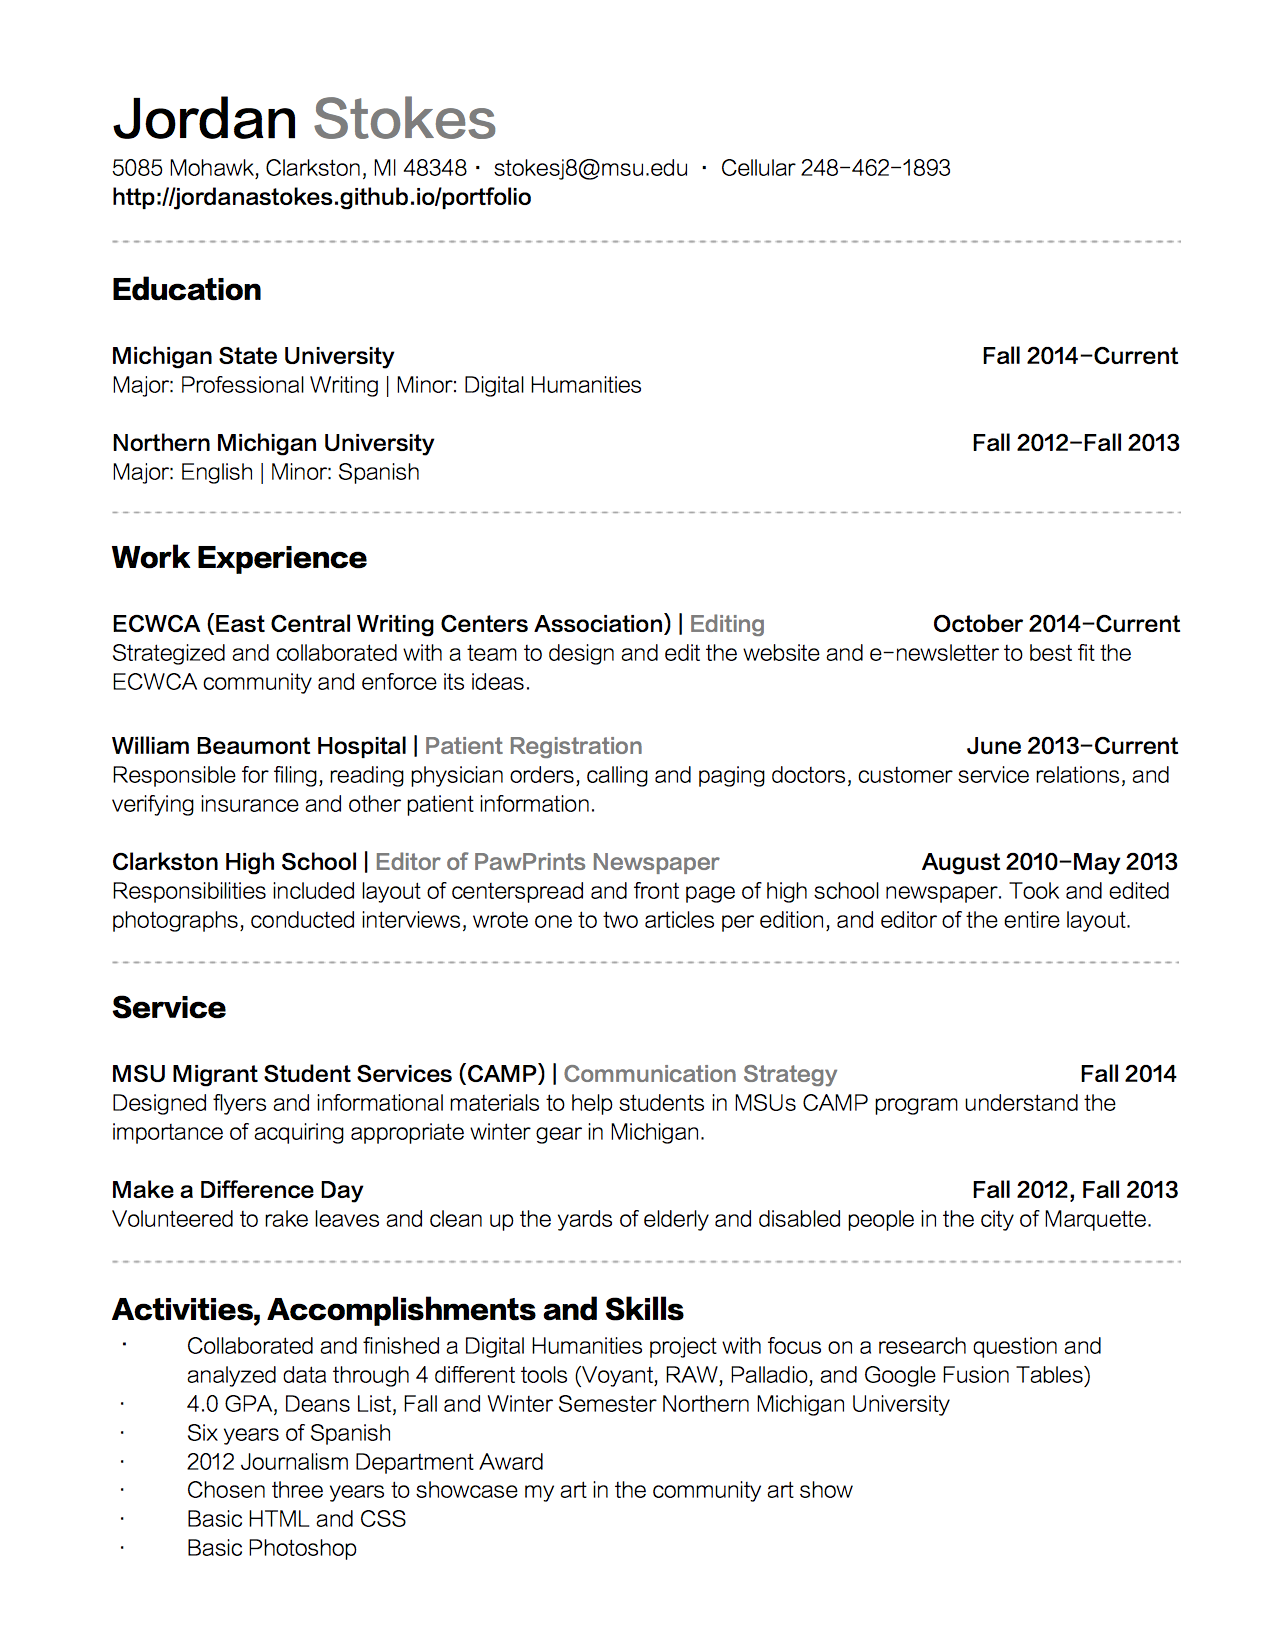 Jordan Stokes
5085 Mohawk, Clarkston, MI 48348 · stokesj8@msu.edu · Cellular 248-462-1893
http://jordanastokes.github.io/portfolio
Education
Michigan State University Fall 2014-Current
Major: Professional Writing | Minor: Digital Humanities
Northern Michigan University Fall 2012-Fall 2013
Major: English | Minor: Spanish
Work Experience
ECWCA (East Central Writing Centers Association) | Editing October 2014-Current
Strategized and collaborated with a team to design and edit the website and e-newsletter to best fit the
ECWCA community and enforce its ideas.
William Beaumont Hospital | Patient Registration June 2013-Current
Responsible for filing, reading physician orders, calling and paging doctors, customer service relations, and
verifying insurance and other patient information.
Clarkston High School | Editor of PawPrints Newspaper August 2010-May 2013
Responsibilities included layout of centerspread and front page of high school newspaper. Took and edited
photographs, conducted interviews, wrote one to two articles per edition, and editor of the entire layout.
Service
MSU Migrant Student Services (CAMP) | Communication Strategy Fall 2014
Designed flyers and informational materials to help students in MSUs CAMP program understand the
importance of acquiring appropriate winter gear in Michigan.
Make a Difference Day Fall 2012, Fall 2013
Volunteered to rake leaves and clean up the yards of elderly and disabled people in the city of Marquette.
Activities, Accomplishments and Skills
· Collaborated and finished a Digital Humanities project with focus on a research question and
analyzed data through 4 different tools (Voyant, RAW, Palladio, and Google Fusion Tables)
· 4.0 GPA, Deans List, Fall and Winter Semester Northern Michigan University
· Six years of Spanish
· 2012 Journalism Department Award
· Chosen three years to showcase my art in the community art show
· Basic HTML and CSS
· Basic Photoshop